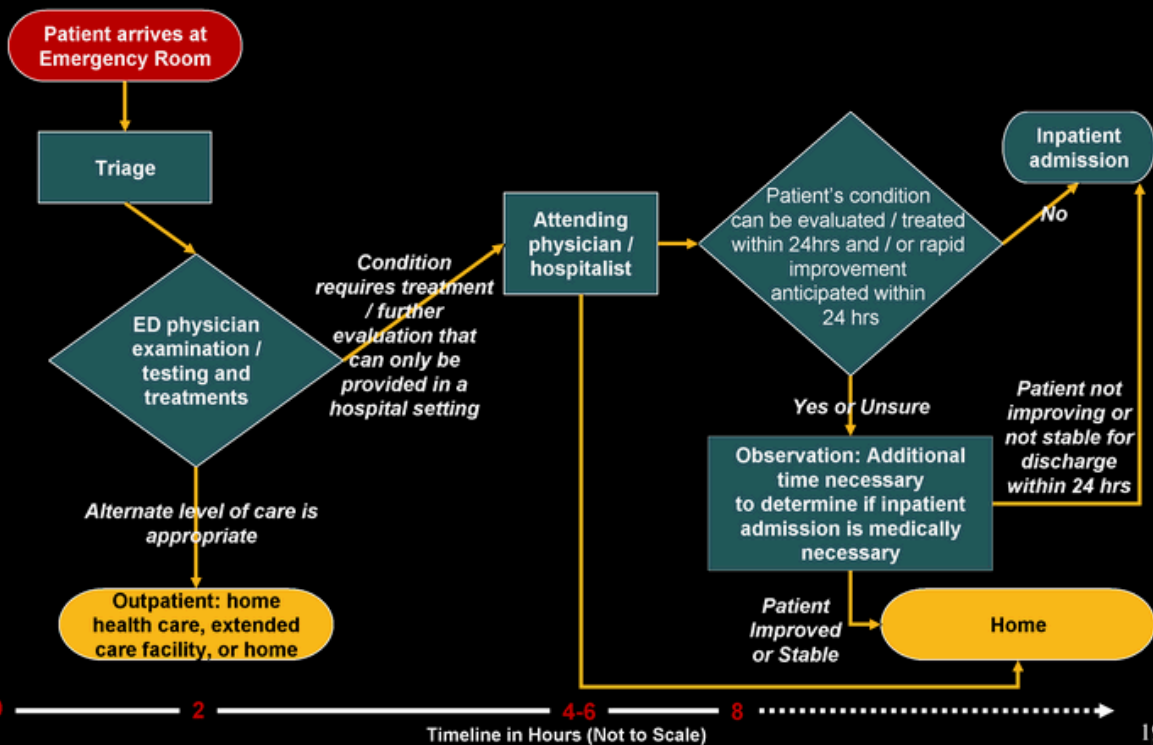 Patient arrives at
Emergency Room
Triage
ED physician
examination /
testing and
treatments
Alternate level of care is
appropriate
Outpatient: home
health care, extended
care facility, or home
Condition
requires treatment
/ further
evaluation that
can only be
provided in a
hospital setting
Attending
physician /
hospitalist
Patient's condition
can be evaluated / treated
within 24hrs and / or rapid
improvement
anticipated within
24 hrs
No
Inpatient
admission
Yes or Unsure
Observation: Additional
time necessary
to determine if inpatient
admission is medically
necessary
Patient not
improving or
not stable for
discharge
within 24 hrs
Patient
Improved
or Stable
Home
2
4-6
8
Timeline in Hours (Not to Scale)